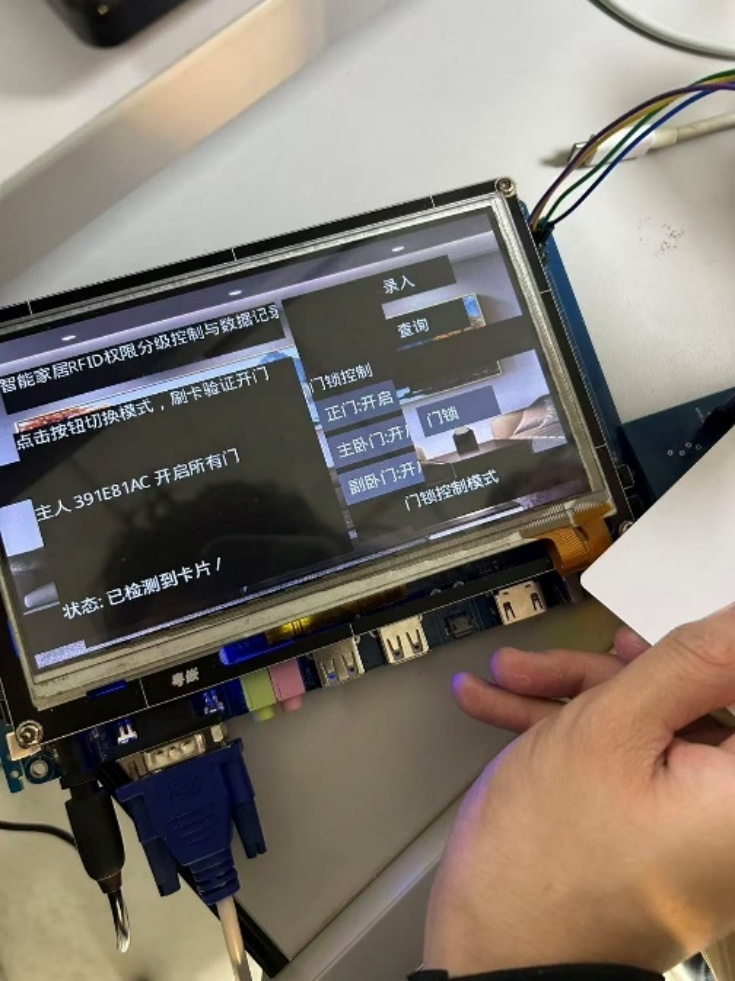 智能家居RFID权限分级控制与数据记录
点击按钮切换模式，刷卡验证开门
主人 391E81AC 开启所有门
状态: 已检测到卡片 /
录入
查询
门锁控制
正门:开启
门锁
主卧门:开
副卧门:开
门锁控制模式
粤嵌